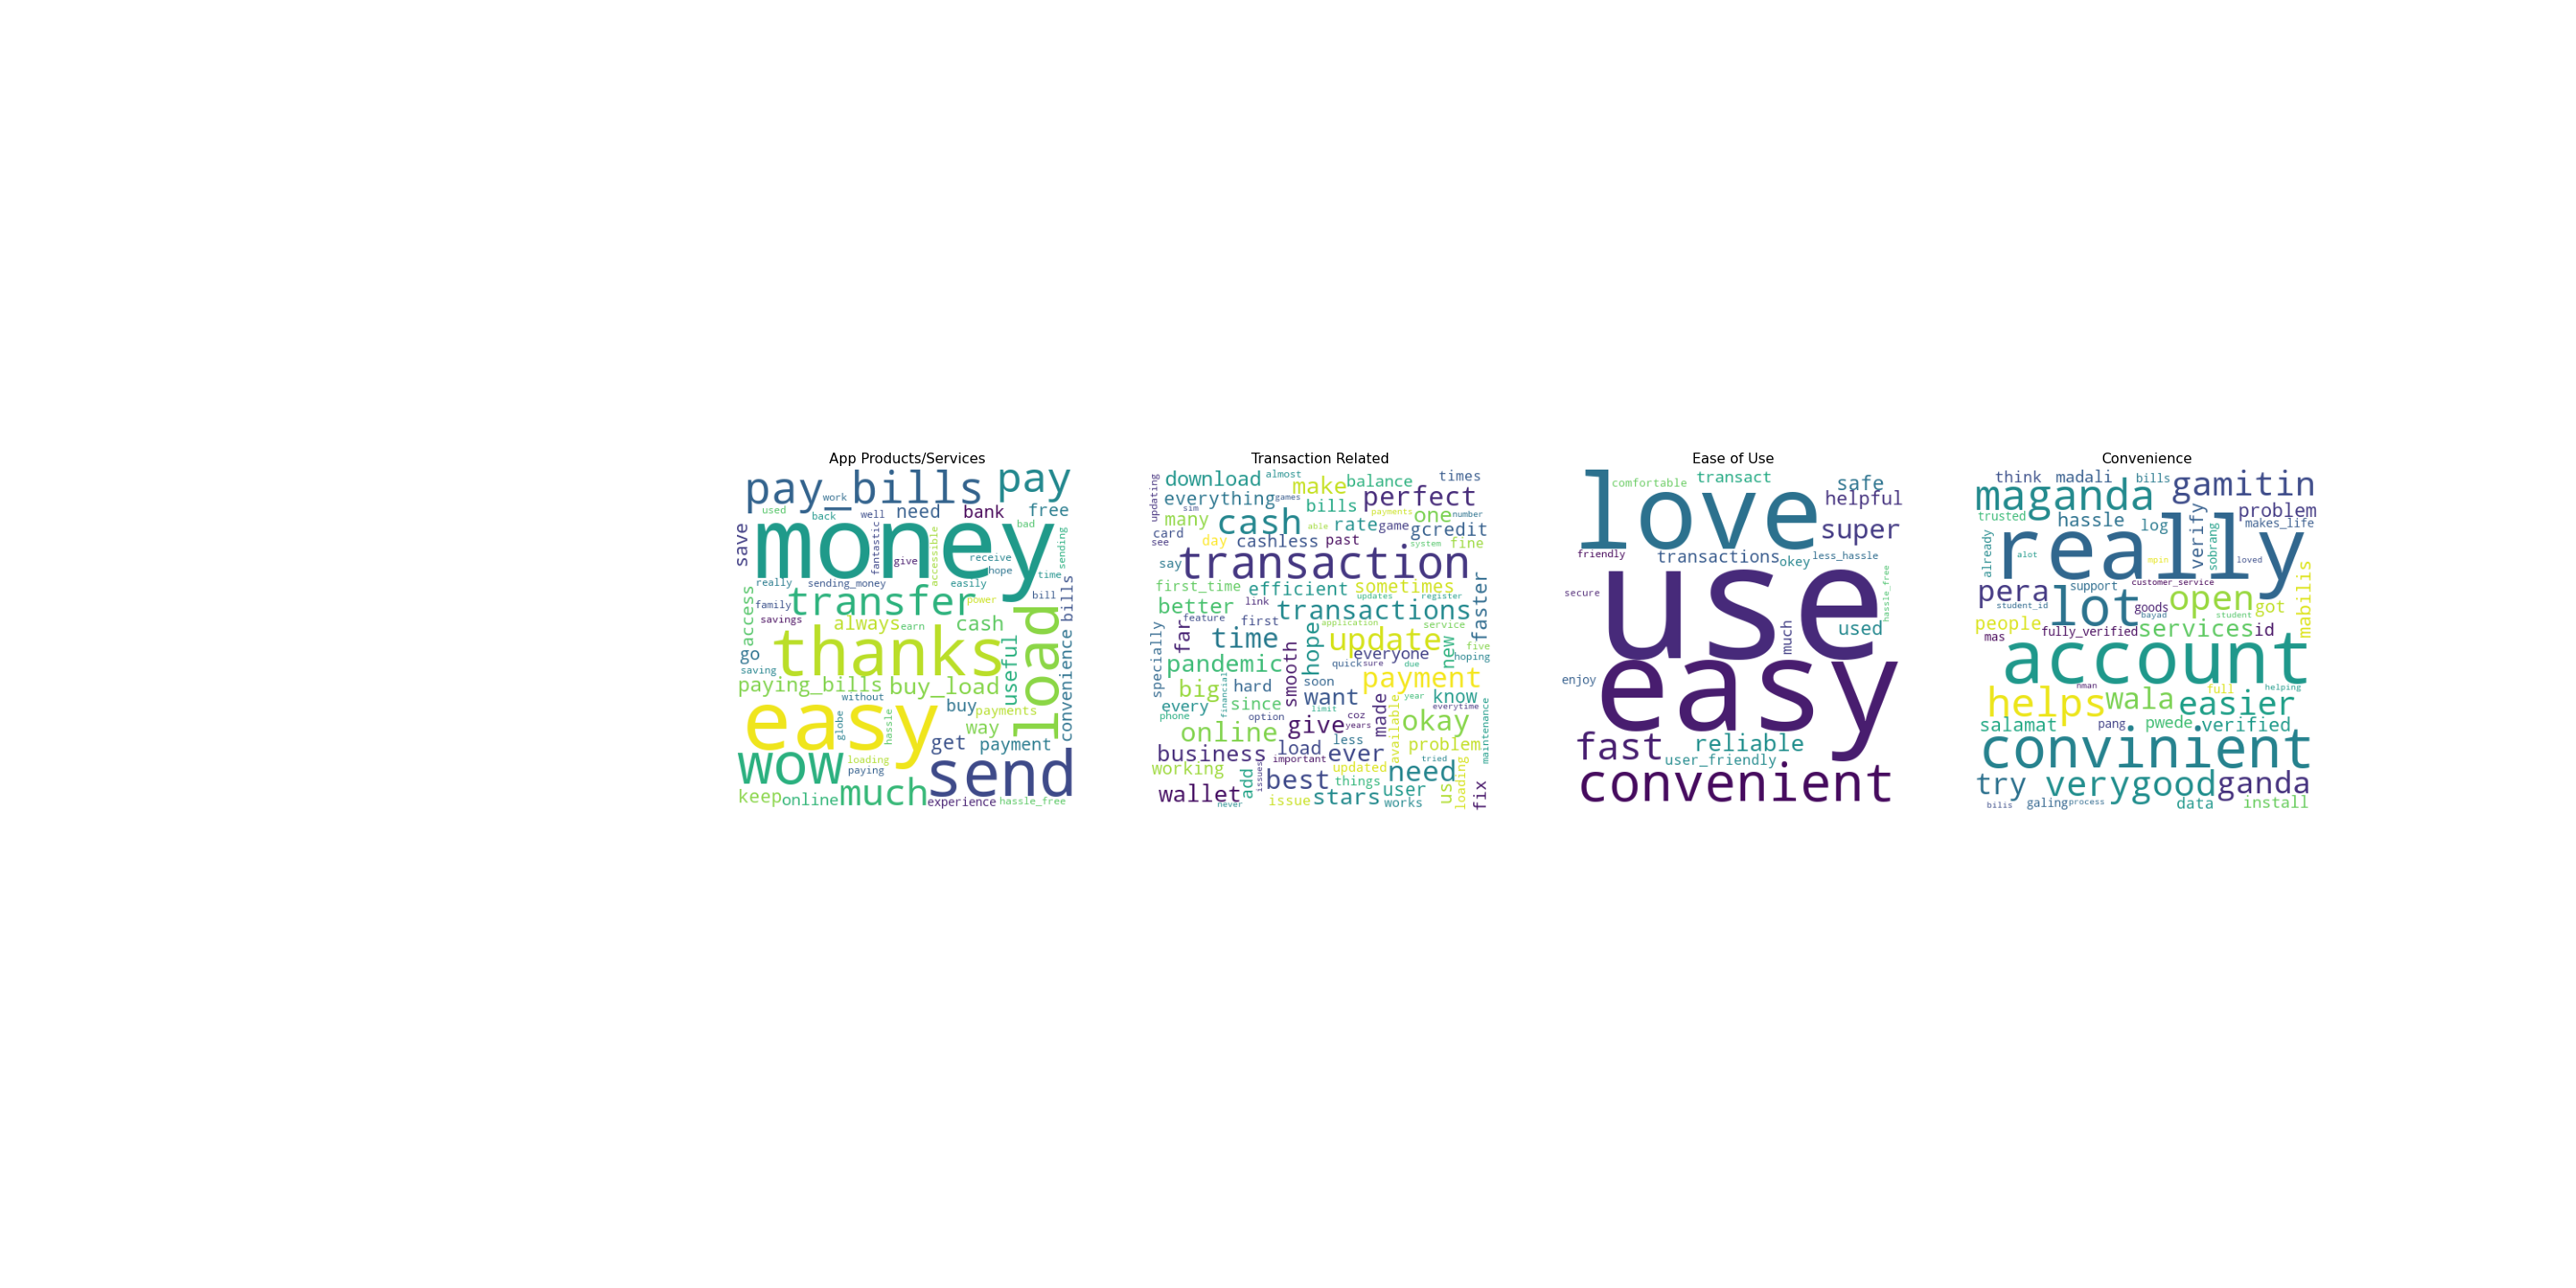 App Products/Services
pay_bills
pay
work
used
back
well
need
bank
free
bad
save
money
fantastic
accessible
sending
give
receive
hope
time
really
sending_money
easily
bill
access
family
transfer
power
savings
always
earn
cash
load
convenience
bills
thanks
useful
go
saving
paying_bills
buy_load
without
buy
payments
easy
globe
hassle
way
get
payment
wow
loading
paying
send
keep
online
much
experience
hassle_free
Transaction Related
updating
download
almost
make
balance
times
everything
games
perfect
sim
bills
payments
one
number
many
cash
able
rate
game
gcredit
card
day
cashless
past
system
fine
see
transaction
say
first_time
efficient
sometimes
faster
better
link
updates
register
transactions
feature
first
application
service
specially
far
time
hope
update
new
five
everyone
hoping
pandemic
smooth
quick
sure
due
payment
big
hard
soon
want
year
know
every
since
financial
limit
made
available
everytime
phone
option
give
coz
years
okay
maintenance
online
less
business
load
ever
problem
important
working
add
issues
updated
tried
loading
best
things
need
use
fix
wallet
never
issue
stars
user
works
Ease of Use
love
comfortable
transact
safe
helpful
super
friendly
transactions
okey
less_hassle
use
secure
hassle_free
much
used
easy
enjoy
fast
reliable
user_friendly
convenient
Convenience
think
madali
bills
gamitin
maganda
verify
problem
trusted
hassle
log
makes_life
already
really
alot
mpin
sobrang
loved
mabilis
pera
support
customer_service
student_id
lot
goods
open
got
bayad
student
people
mas
fully_verified
services
id
account
nman
full
helping
helps
wala
easier
salamat
pang
pwede
verified
convinient
try
verygood
ganda
bilis
galing
process
data
install